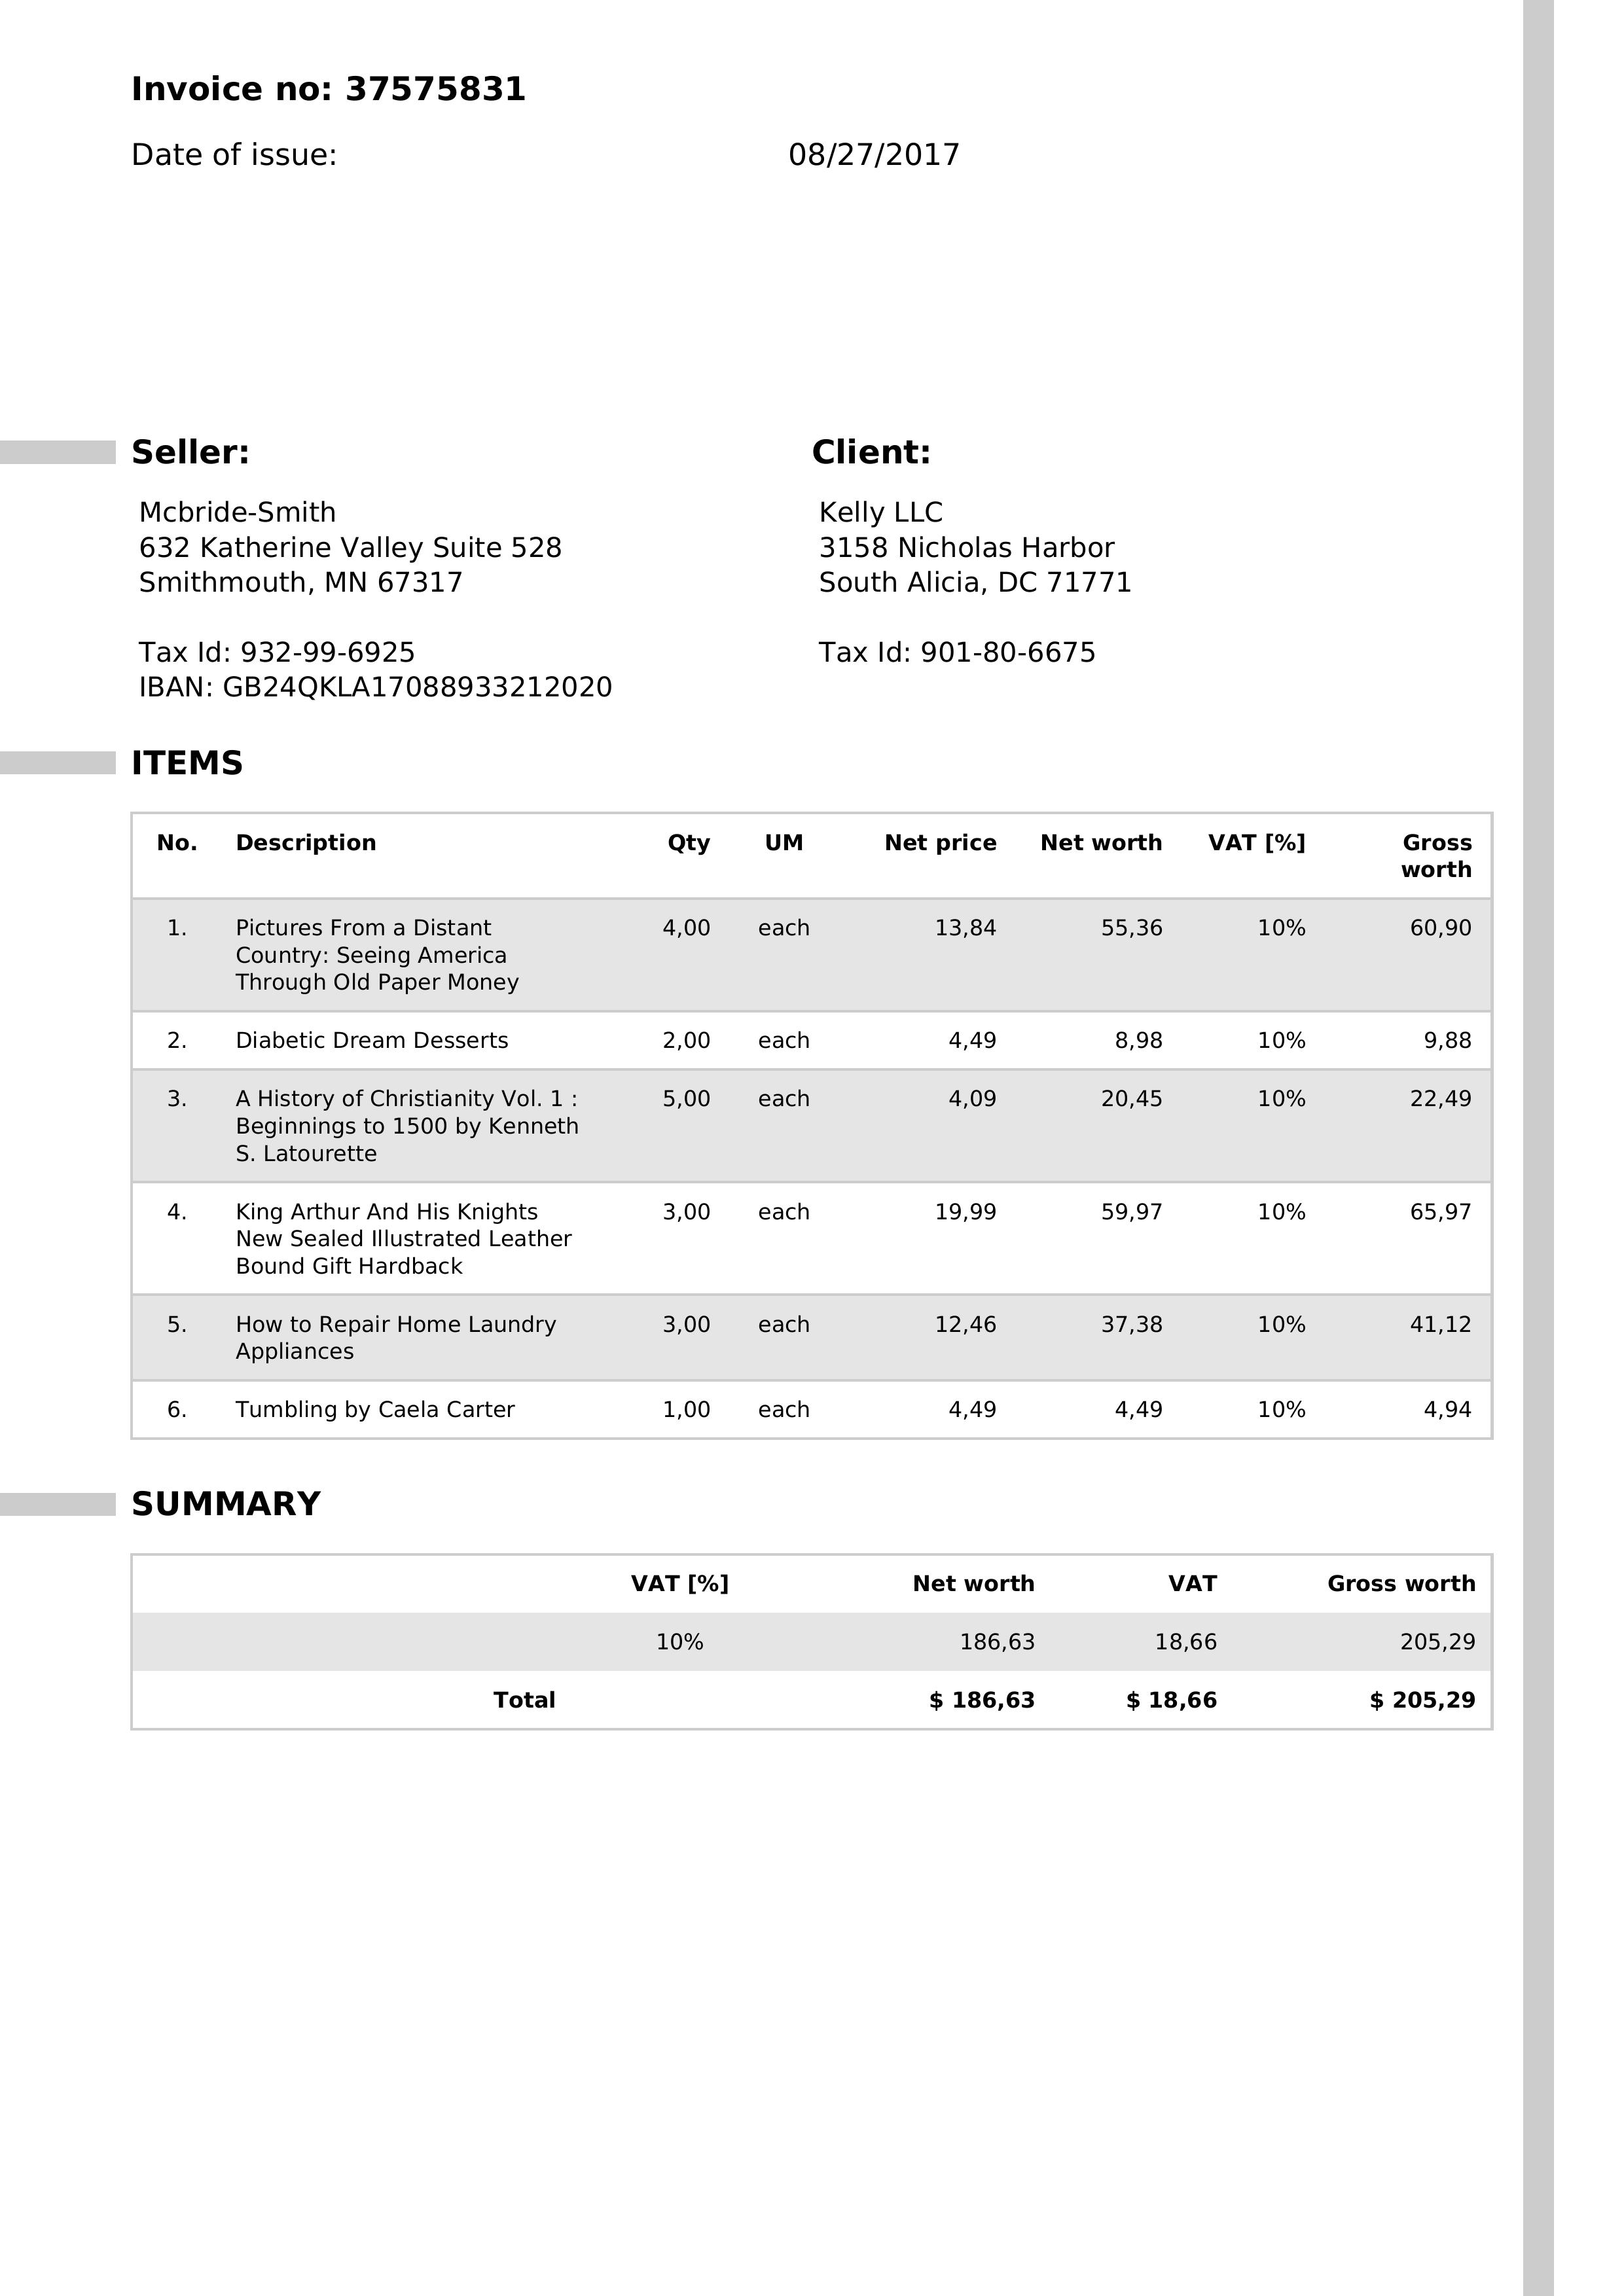 Invoice no: 37575831
Date of issue: 08/27/2017
Seller:
Mcbride-Smith
632 Katherine Valley Suite 528
Smithmouth, MN 67317
Tax Id: 932-99-6925
IBAN: GB24QKLA17088933212020
Client:
Kelly LLC
3158 Nicholas Harbor
South Alicia, DC 71771
Tax Id: 901-80-6675
ITEMS
No. Description Qty UM Net price Net worth VAT [%] Gross
worth
1. Pictures From a Distant 4,00 each 13,84 55,36 10% 60,90
Country: Seeing America
Through Old Paper Money
2. Diabetic Dream Desserts 2,00 each 4,49 8,98 10% 9,88
3. A History of Christianity Vol. 1 : 5,00 each 4,09 20,45 10% 22,49
Beginnings to 1500 by Kenneth
S. Latourette
4. King Arthur And His Knights 3,00 each 19,99 59,97 10% 65,97
New Sealed Illustrated Leather
Bound Gift Hardback
5. How to Repair Home Laundry 3,00 each 12,46 37,38 10% 41,12
Appliances
6. Tumbling by Caela Carter 1,00 each 4,49 4,49 10% 4,94
SUMMARY
VAT [%] Net worth VAT Gross worth
10% 186,63 18,66 205,29
Total $ 186,63 $ 18,66 $ 205,29